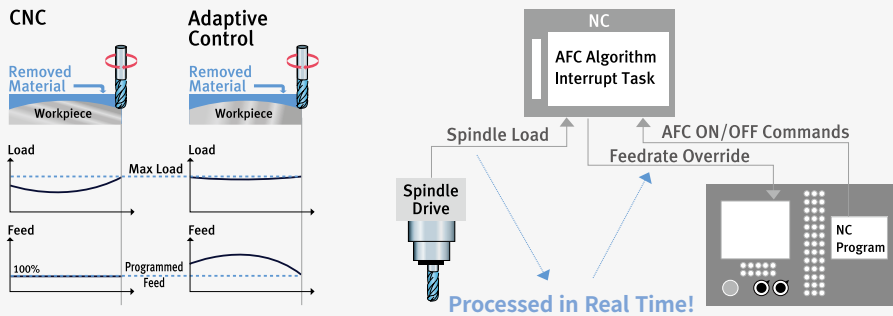 CNC
Adaptive
Control
Removed
Material
Workpiece
Removed
Material
Workpiece
Load
Max Load
Load
Feed
100%
Programmed
Feed
Feed
NC
AFC Algorithm
Interrupt Task
Spindle Load
AFC ON/OFF Commands
Feedrate Override
Spindle
Drive
NC
Program
Processed in Real Time!